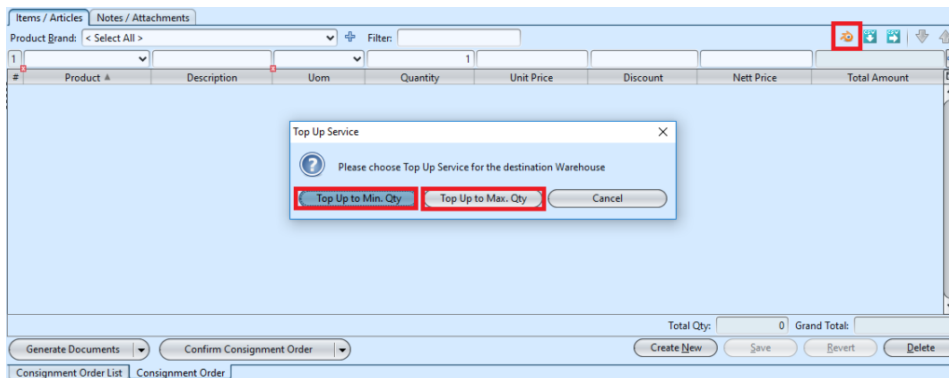 Items / Articles Notes / Attachments
Product Brand: < Select All > Filter:
1 1
# Product Description Uom Quantity Unit Price Discount Nett Price Total Amount
Top Up Service
Please choose Top Up Service for the destination Warehouse
Top Up to Min. Qty Top Up to Max. Qty Cancel
Total Qty: 0 Grand Total:
Generate Documents Confirm Consignment Order Create New Save Revert Delete
Consignment Order List Consignment Order